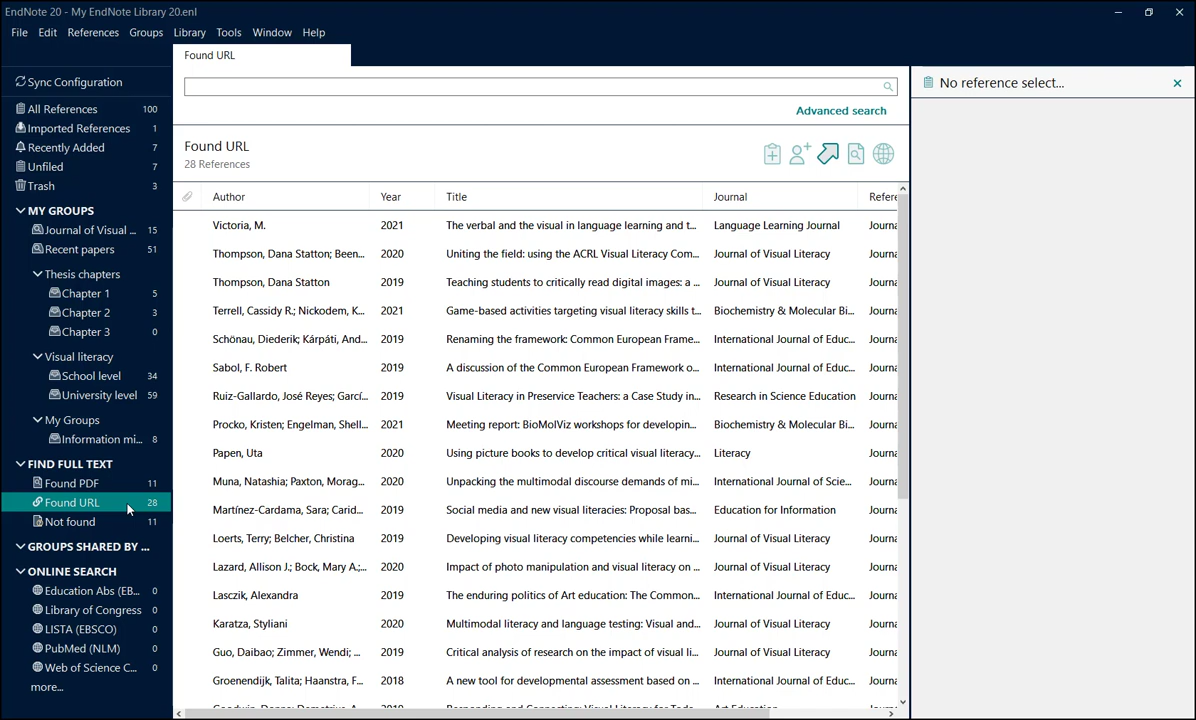 EndNote 20 - My EndNote Library 20.enl
File Edit References Groups Library Tools Window Help
Found URL
Sync Configuration
All References 100
Imported References 1
Recently Added 7
Unfiled 7
Trash 3
MY GROUPS
Journal of Visual ... 15
Recent papers 51
Thesis chapters
Chapter 1 5
Chapter 2 3
Chapter 3 0
Visual literacy
School level 34
University level 59
My Groups
Information mi... 8
FIND FULL TEXT
Found PDF 11
Found URL 28
Not found 11
GROUPS SHARED BY ...
ONLINE SEARCH
Education Abs (EB... 0
Library of Congress 0
LISTA (EBSCO) 0
PubMed (NLM) 0
Web of Science C... 0
more...
Advanced search
Found URL
28 References
Author Year Title Journal Refere
Victoria, M. 2021 The verbal and the visual in language learning and t... Language Learning Journal Journa
Thompson, Dana Statton; Been... 2020 Uniting the field: using the ACRL Visual Literacy Com... Journal of Visual Literacy Journa
Thompson, Dana Statton 2019 Teaching students to critically read digital images: a ... Journal of Visual Literacy Journa
Terrell, Cassidy R.; Nickodem, K... 2021 Game-based activities targeting visual literacy skills t... Biochemistry & Molecular Bi... Journa
Schönau, Diederik; Kárpáti, And... 2019 Renaming the framework: Common European Frame... International Journal of Educ... Journa
Sabol, F. Robert 2019 A discussion of the Common European Framework o... International Journal of Educ... Journa
Ruiz-Gallardo, José Reyes; Garcí... 2019 Visual Literacy in Preservice Teachers: a Case Study in... Research in Science Education Journa
Procko, Kristen; Engelman, Shell... 2021 Meeting report: BioMolViz workshops for developin... Biochemistry & Molecular Bi... Journa
Papen, Uta 2020 Using picture books to develop critical visual literacy... Literacy Journa
Muna, Natashia; Paxton, Morag... 2020 Unpacking the multimodal discourse demands of mi... International Journal of Scie... Journa
Martínez-Cardama, Sara; Carid... 2019 Social media and new visual literacies: Proposal bas... Education for Information Journa
Loerts, Terry; Belcher, Christina 2019 Developing visual literacy competencies while learni... Journal of Visual Literacy Journa
Lazard, Allison J.; Bock, Mary A.;... 2020 Impact of photo manipulation and visual literacy on ... Journal of Visual Literacy Journa
Lasczik, Alexandra 2019 The enduring politics of Art education: The Common... International Journal of Educ... Journa
Karatza, Styliani 2020 Multimodal literacy and language testing: Visual and... Journal of Visual Literacy Journa
Guo, Daibao; Zimmer, Wendi; ... 2019 Critical analysis of research on the impact of visual li... Journal of Visual Literacy Journa
Groenendijk, Talita; Haanstra, F... 2018 A new tool for developmental assessment based on ... International Journal of Educ... Journa
No reference select...